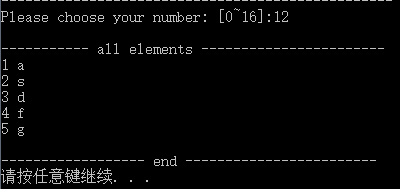 ----------------------------------------------
Please choose your number: [0~16]:12
----------- all elements -----------------------
1 a
2 s
3 d
4 f
5 g
------------------ end ------------------------
请按任意键继续. . .